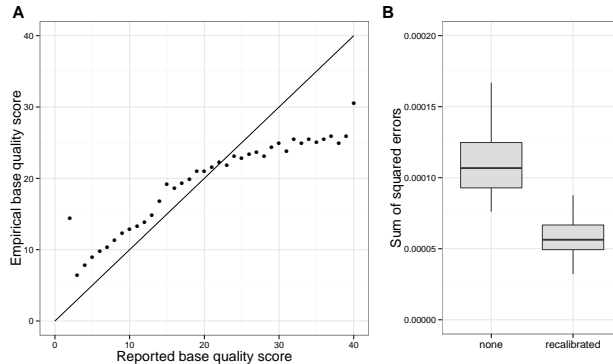 A
Empirical base quality score
40
30
20
10
0
0 10 20 30 40
Reported base quality score
B
Sum of squared errors
0.00020
0.00015
0.00010
0.00005
0.00000
none recalibrated